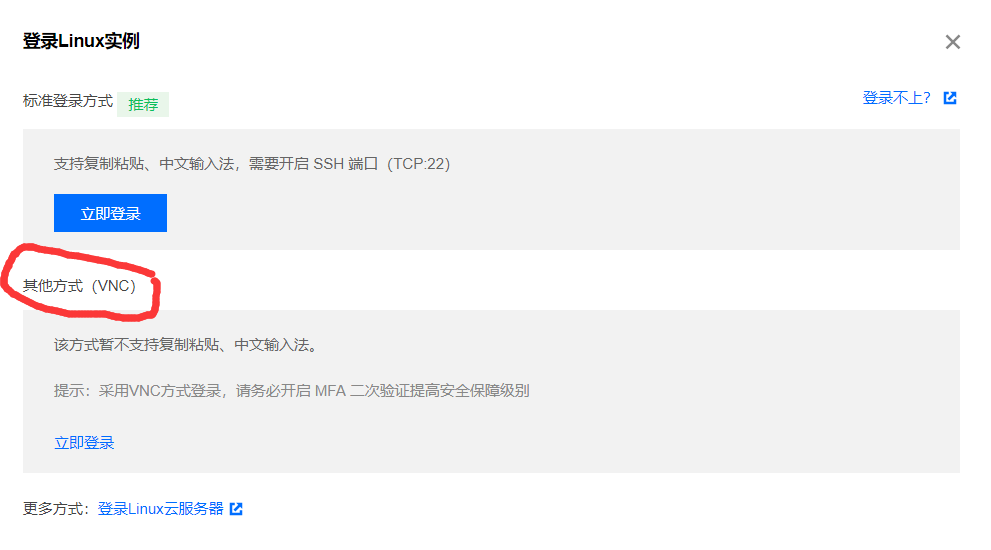 登录Linux实例
标准登录方式 推荐 登录不上？
支持复制粘贴、中文输入法，需要开启 SSH 端口（TCP:22）
立即登录
其他方式（VNC）
该方式暂不支持复制粘贴、中文输入法。
提示：采用VNC方式登录，请务必开启 MFA 二次验证提高安全保障级别
立即登录
更多方式：登录Linux云服务器